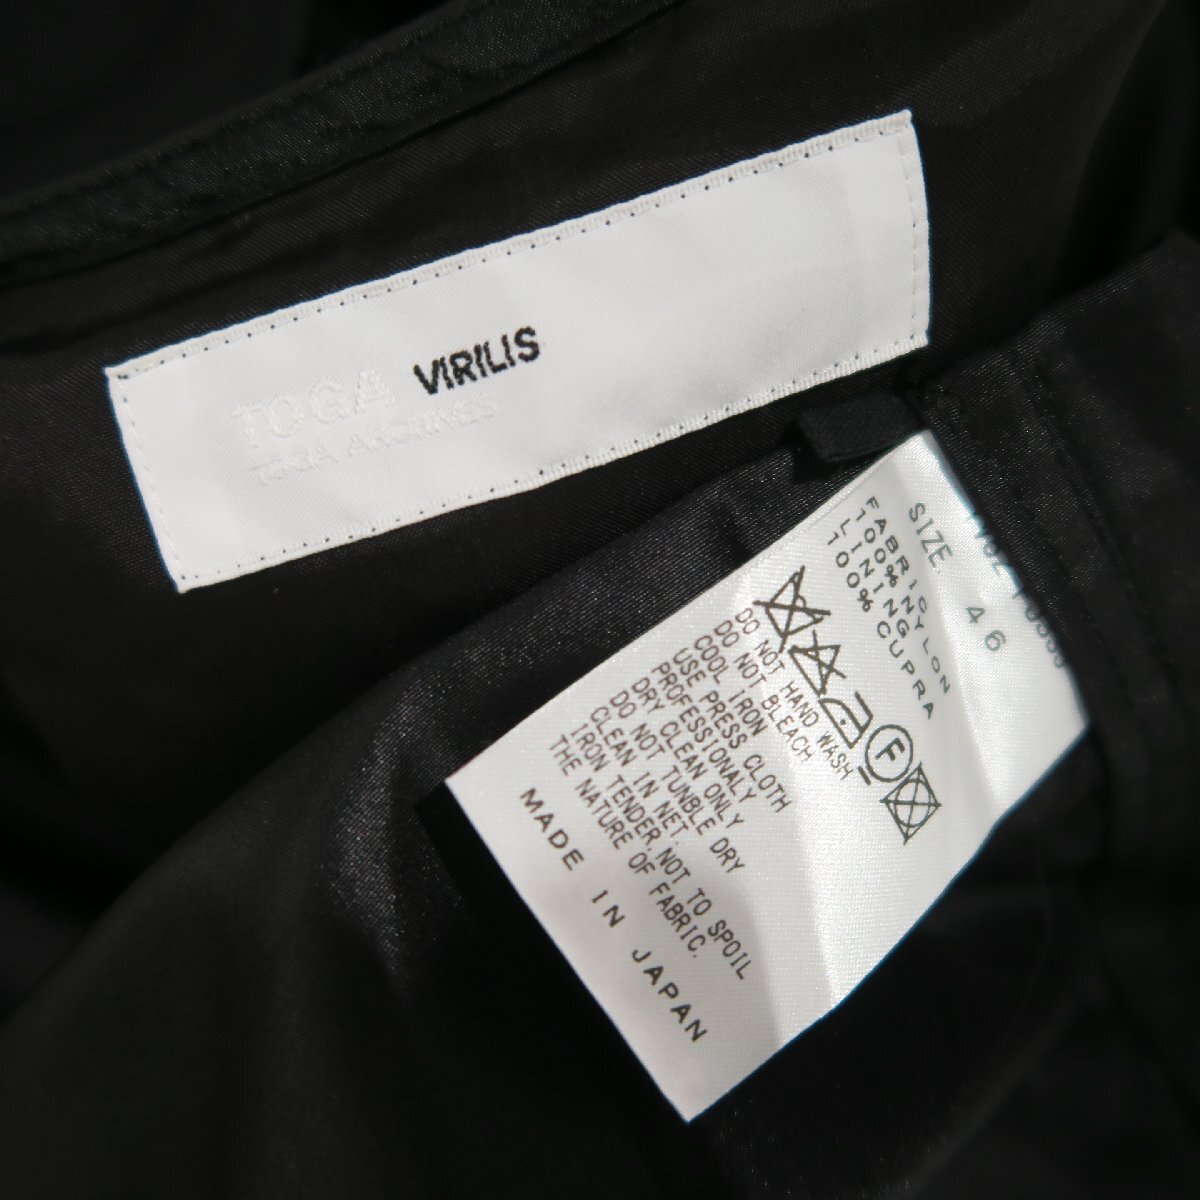 TOGA VIRILIS
TOGA ARCHIVES
SIZE 46
FABRIC
100% NYLON
LINING
100% CUPRA
F
DO NOT HAND WASH
DO NOT BLEACH
COOL IRON
USE PRESS CLOTH
PROFESSIONALY
DRY CLEAN ONLY
DO NOT TUNBLE DRY
CLEAN IN NET.
IRON TENDER,NOT TO SPOIL
THE NATURE OF FABRIC.
MADE IN JAPAN